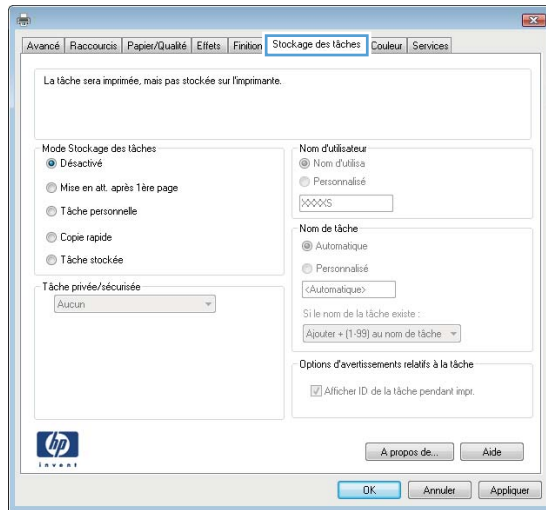 Avancé Raccourcis Papier/Qualité Effets Finition Stockage des tâches Couleur Services
La tâche sera imprimée, mais pas stockée sur l'imprimante.
Mode Stockage des tâches
Désactivé
Mise en att. après 1ère page
Tâche personnelle
Copie rapide
Tâche stockée
Tâche privée/sécurisée
Aucun
Nom d'utilisateur
Nom d'utilisa
Personnalisé
XXXXS
Nom de tâche
Automatique
Personnalisé
<Automatique>
Si le nom de la tâche existe :
Ajouter + (1-99) au nom de tâche
Options d'avertissements relatifs à la tâche
Afficher ID de la tâche pendant impr.
hp
invent
A propos de... Aide
OK Annuler Appliquer